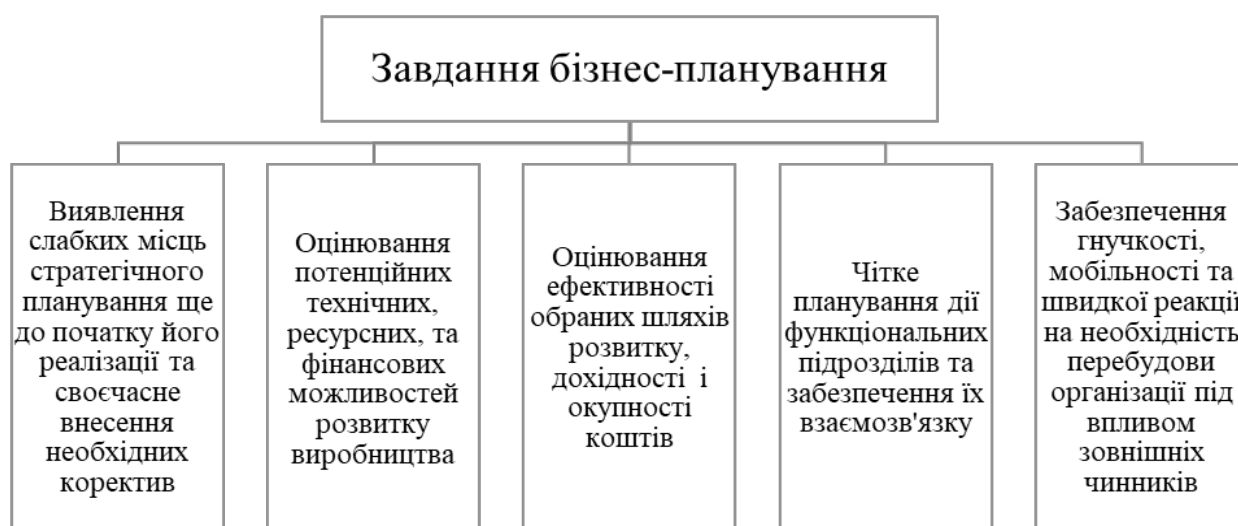 Завдання бізнес-планування
Виявлення
слабких місць
стратегічного
планування ще
до початку його
реалізації та
своєчасне
внесення
необхідних
коректив
Оцінювання
потенційних
технічних,
ресурсних, та
фінансових
можливостей
розвитку
виробництва
Оцінювання
ефективності
обраних шляхів
розвитку,
дохідності і
окупності
коштів
Чітке
планування дії
функціональних
підрозділів та
забезпечення їх
взаємозв'язку
Забезпечення
гнучкості,
мобільності та
швидкої реакції
на необхідність
перебудови
організації під
впливом
зовнішніх
чинників